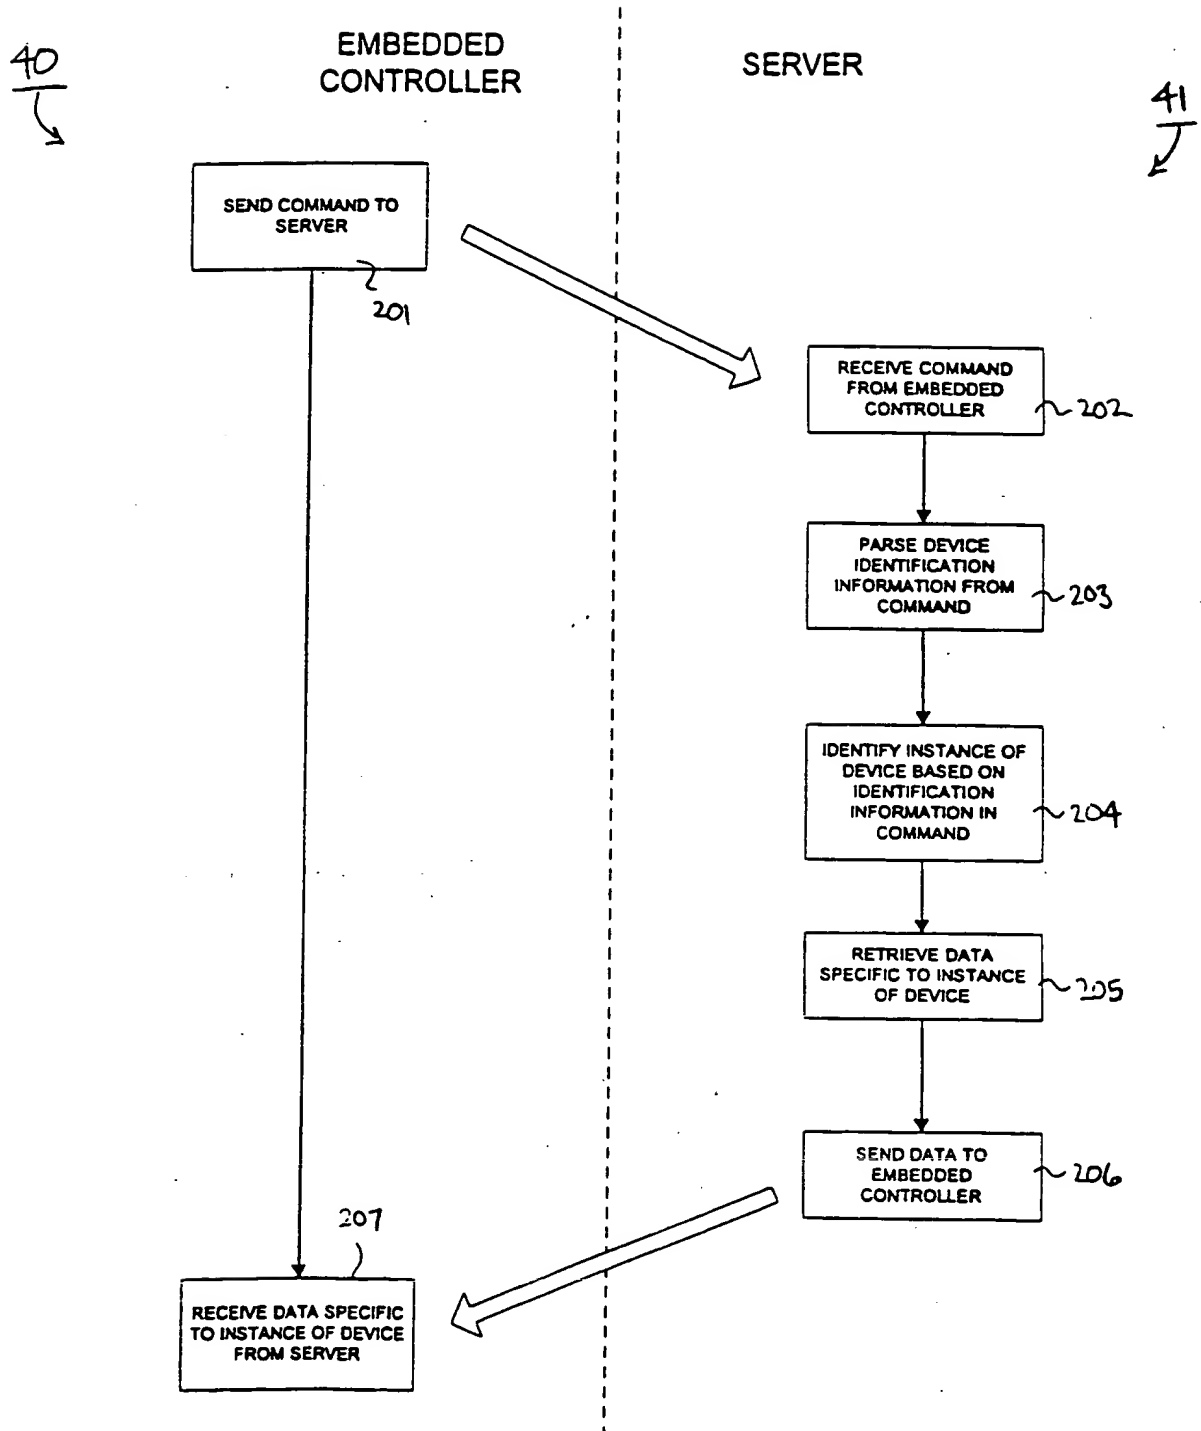 40
EMBEDDED
CONTROLLER
SERVER
41
SEND COMMAND TO
SERVER
201
RECEIVE COMMAND
FROM EMBEDDED
CONTROLLER
202
PARSE DEVICE
IDENTIFICATION
INFORMATION FROM
COMMAND
203
IDENTIFY INSTANCE OF
DEVICE BASED ON
IDENTIFICATION
INFORMATION IN
COMMAND
204
RETRIEVE DATA
SPECIFIC TO INSTANCE
OF DEVICE
205
SEND DATA TO
EMBEDDED
CONTROLLER
206
207
RECEIVE DATA SPECIFIC
TO INSTANCE OF DEVICE
FROM SERVER